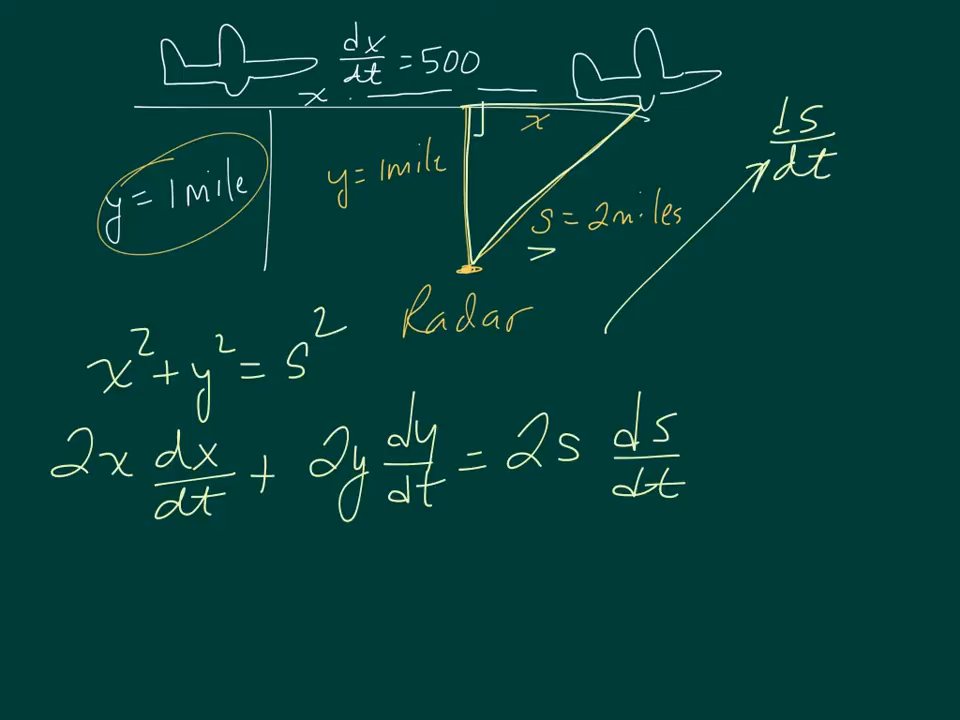 dx/dt = 500
x
x
ds/dt
y = 1 mile
y = 1 mile
s = 2 miles
Radar
x² + y² = s²
2x dx/dt + 2y dy/dt = 2s ds/dt